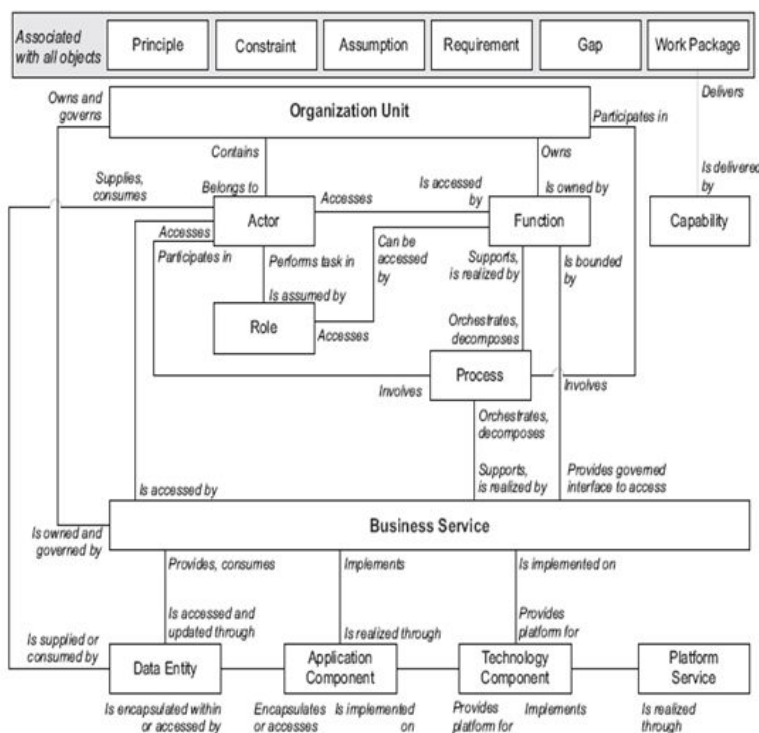 Associated
with all objects
Principle
Constraint
Assumption
Requirement
Gap
Work Package
Owns and
governs
Organization Unit
Participates in
Delivers
Contains
Owns
Supplies,
consumes
Belongs to
Accesses
Is accessed
by
Is owned by
Is delivered
by
Actor
Function
Capability
Accesses
Participates in
Can be
accessed
by
Performs task in
Supports,
is realized by
Is bounded
by
Is assumed by
Role
Accesses
Orchestrates,
decomposes
Process
Involves
Involves
Orchestrates,
decomposes
Is accessed by
Supports,
is realized by
Provides governed
interface to access
Business Service
Is owned and
governed by
Provides, consumes
Implements
Is implemented on
Is accessed and
updated through
Is realized through
Provides
platform for
Is supplied or
consumed by
Data Entity
Application
Component
Technology
Component
Platform
Service
Is encapsulated within
or accessed by
Encapsulates
or accesses
Is implemented
on
Provides
platform for
Implements
Is realized
through